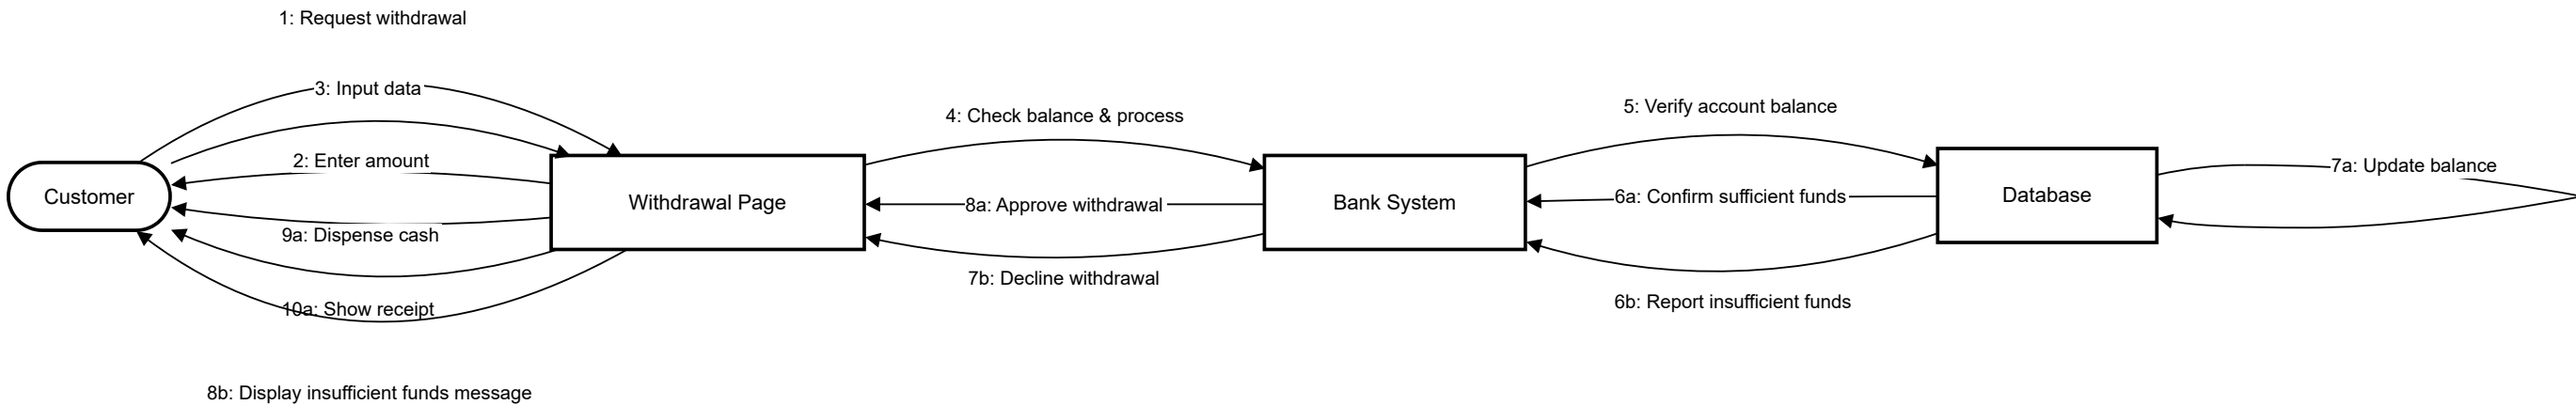 1: Request withdrawal
3: Input data
2: Enter amount
Customer
9a: Dispense cash
10a: Show receipt
8b: Display insufficient funds message
Withdrawal Page
4: Check balance & process
8a: Approve withdrawal
7b: Decline withdrawal
Bank System
5: Verify account balance
6a: Confirm sufficient funds
6b: Report insufficient funds
Database
7a: Update balance